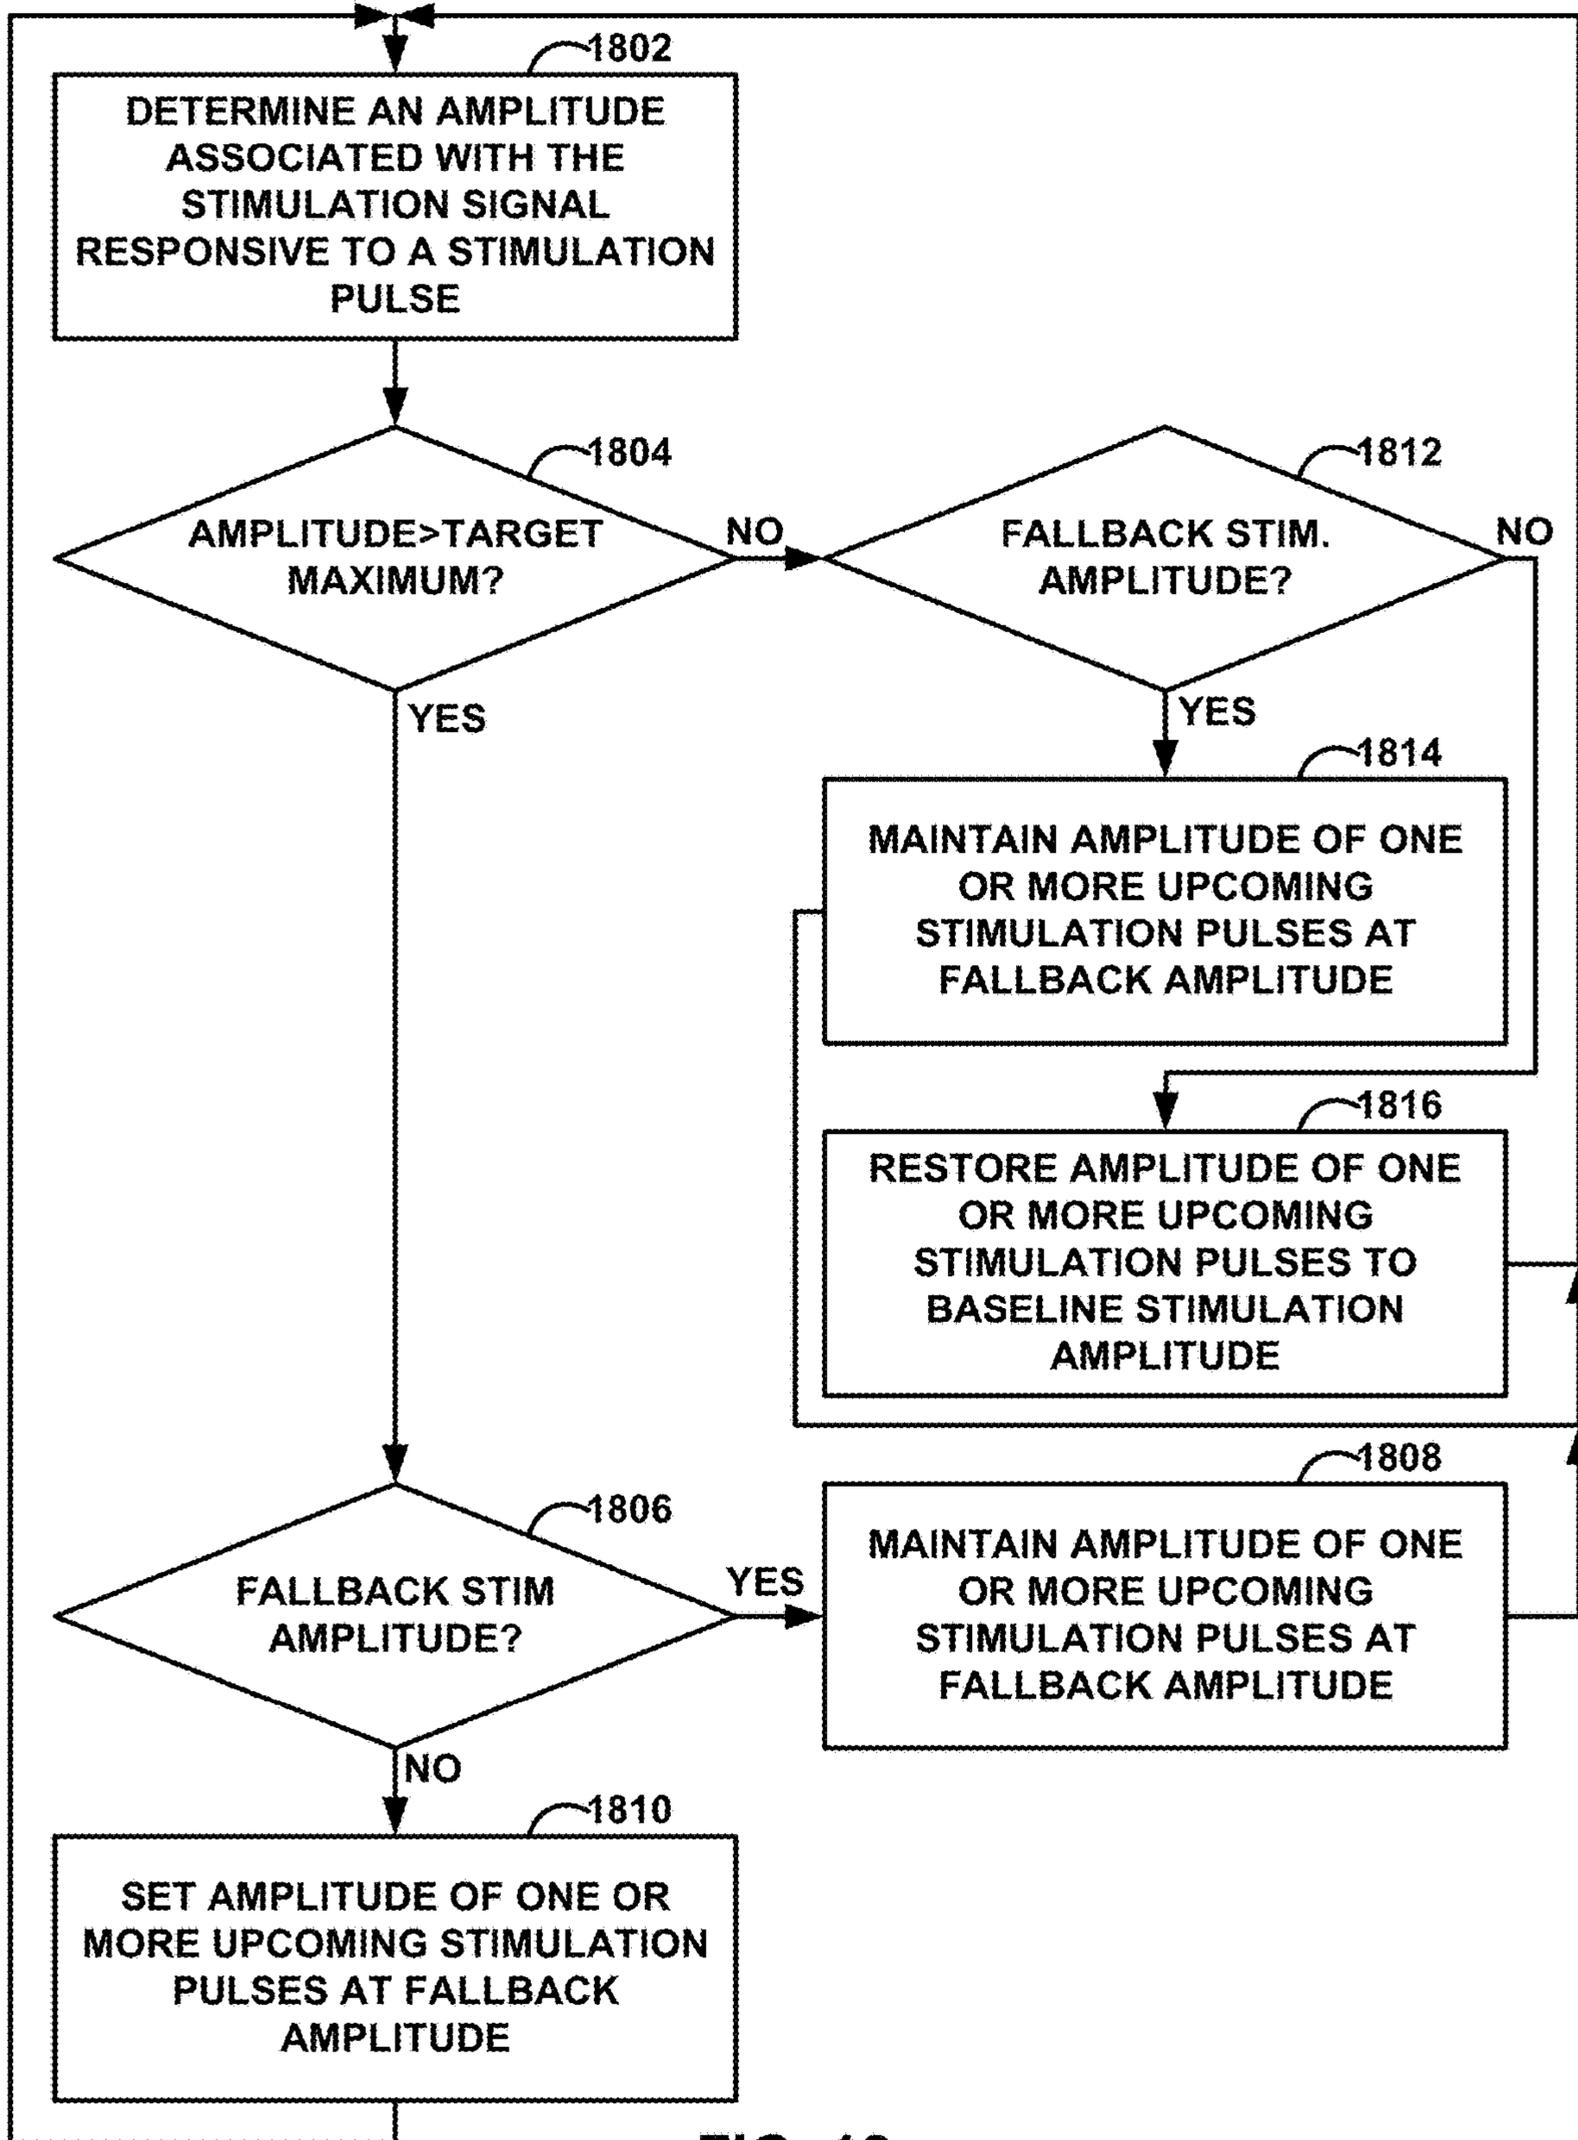 1802
DETERMINE AN AMPLITUDE
ASSOCIATED WITH THE
STIMULATION SIGNAL
RESPONSIVE TO A STIMULATION
PULSE
1804
AMPLITUDE>TARGET
MAXIMUM?
NO
YES
1812
FALLBACK STIM.
AMPLITUDE?
NO
YES
1814
MAINTAIN AMPLITUDE OF ONE
OR MORE UPCOMING
STIMULATION PULSES AT
FALLBACK AMPLITUDE
1816
RESTORE AMPLITUDE OF ONE
OR MORE UPCOMING
STIMULATION PULSES TO
BASELINE STIMULATION
AMPLITUDE
1806
FALLBACK STIM
AMPLITUDE?
YES
NO
1808
MAINTAIN AMPLITUDE OF ONE
OR MORE UPCOMING
STIMULATION PULSES AT
FALLBACK AMPLITUDE
1810
SET AMPLITUDE OF ONE OR
MORE UPCOMING STIMULATION
PULSES AT FALLBACK
AMPLITUDE